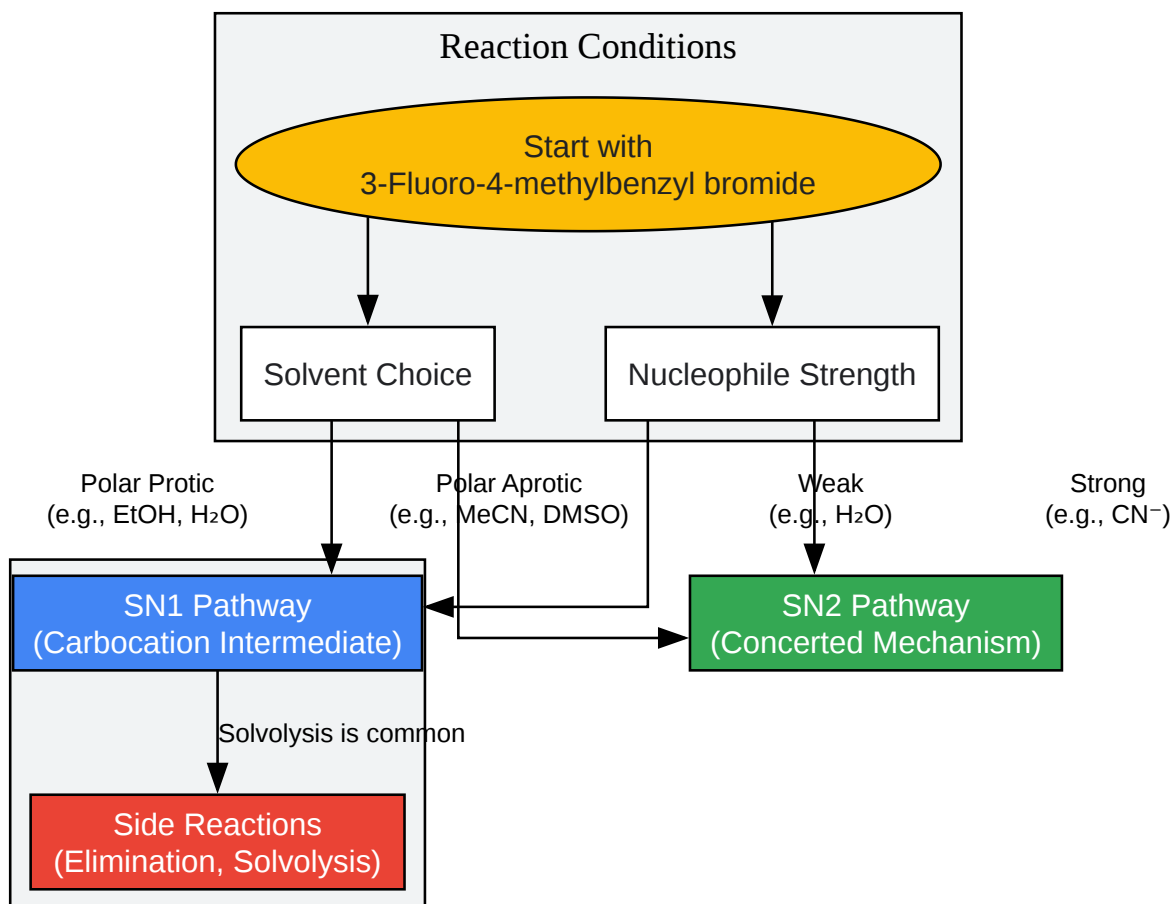 Reaction Conditions
Start with
3-Fluoro-4-methylbenzyl bromide
Solvent Choice
Nucleophile Strength
Polar Protic
(e.g., EtOH, H₂O)
Polar Aprotic
(e.g., MeCN, DMSO)
Weak
(e.g., H₂O)
Strong
(e.g., CN⁻)
SN1 Pathway
(Carbocation Intermediate)
SN2 Pathway
(Concerted Mechanism)
Solvolysis is common
Side Reactions
(Elimination, Solvolysis)